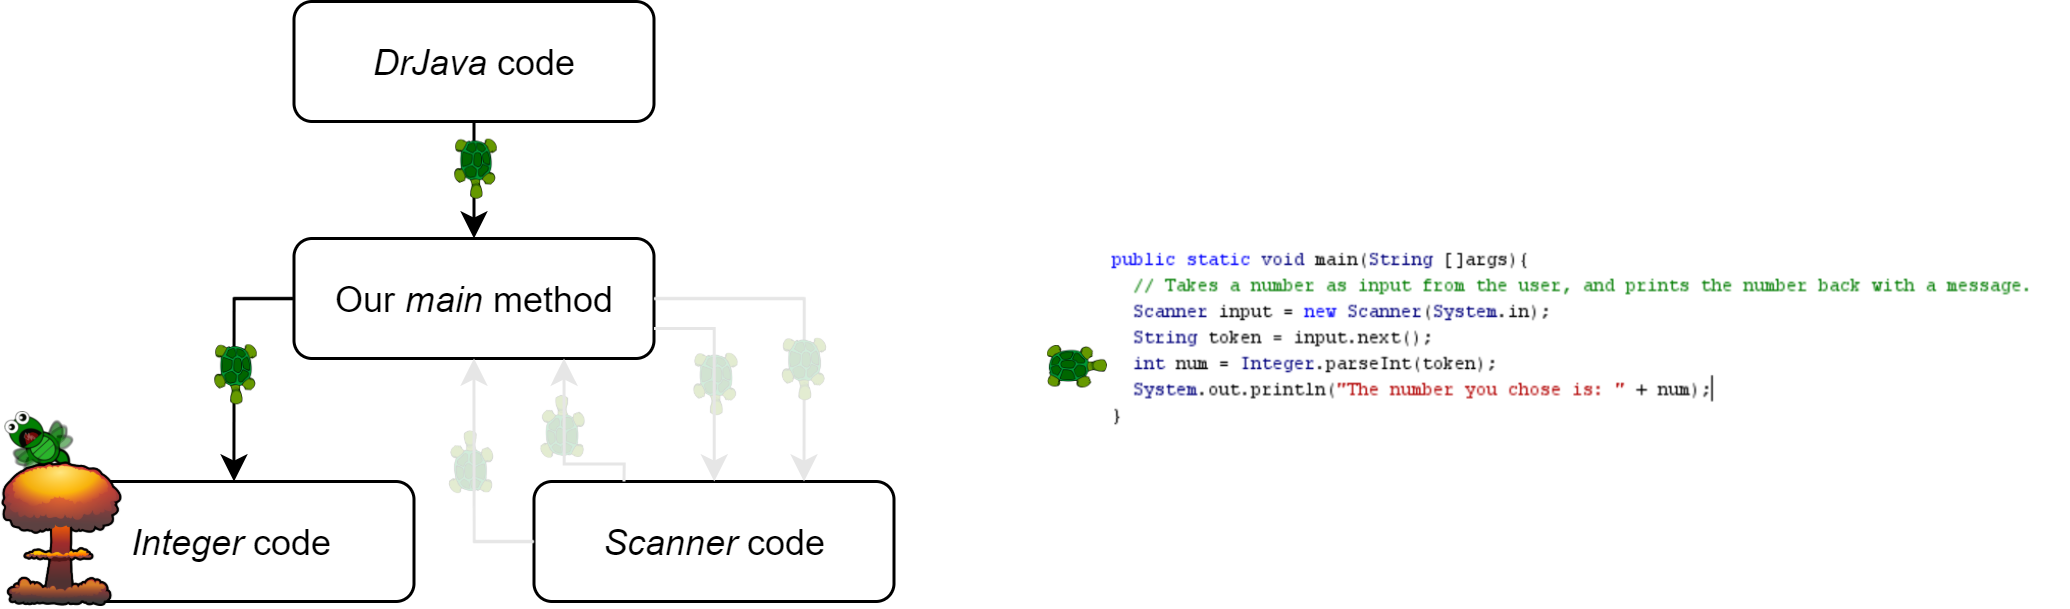 DrJava code
Our main method
Integer code
Scanner code
public static void main(String []args){
// Takes a number as input from the user, and prints the number back with a message.
Scanner input = new Scanner(System.in);
String token = input.next();
int num = Integer.parseInt(token);
System.out.println("The number you chose is: " + num);
}